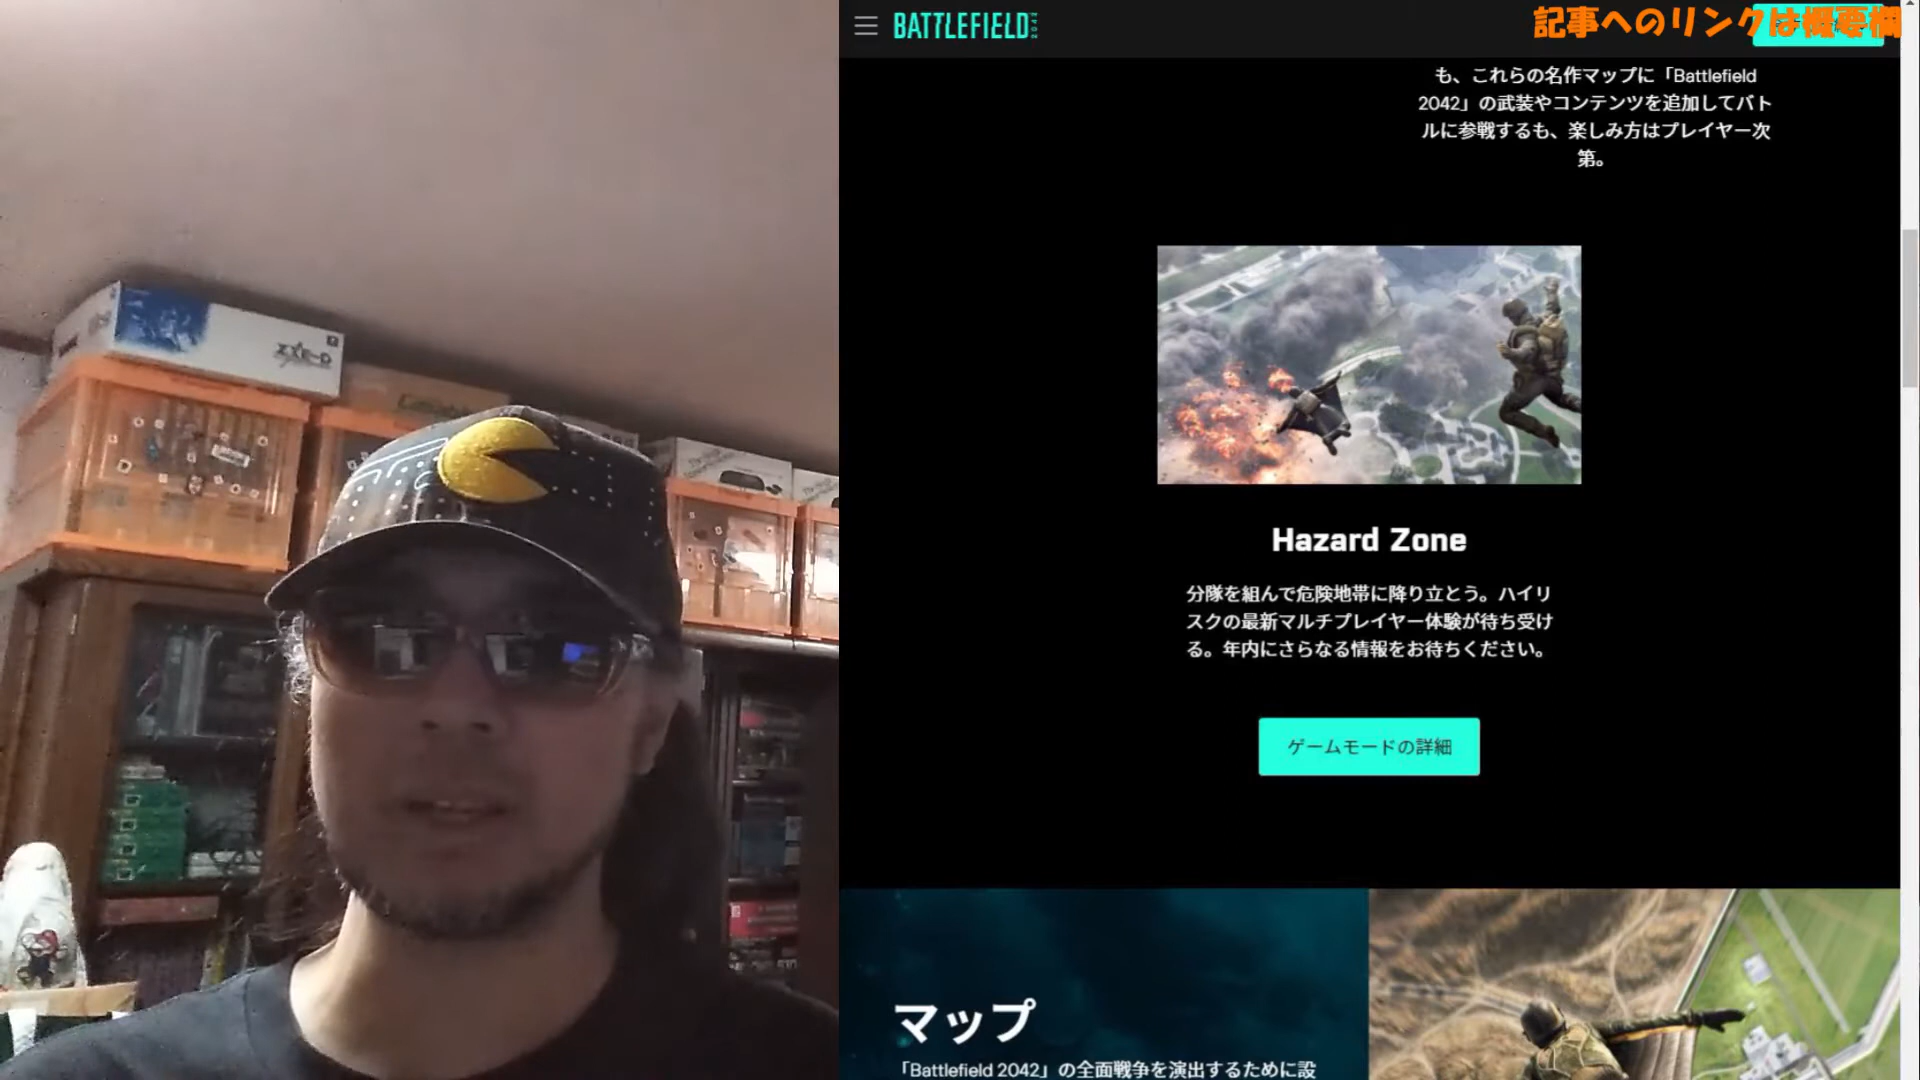 BATTLEFIELD
記事へのリンクは概要欄
も、これらの名作マップに「Battlefield
2042」の武装やコンテンツを追加してバト
ルに参戦するも、楽しみ方はプレイヤー次
第。
Hazard Zone
分隊を組んで危険地帯に降り立とう。ハイリ
スクの最新マルチプレイヤー体験が待ち受け
る。年内にさらなる情報をお待ちください。
ゲームモードの詳細
マップ
「Battlefield 2042」の全面戦争を演出するために設